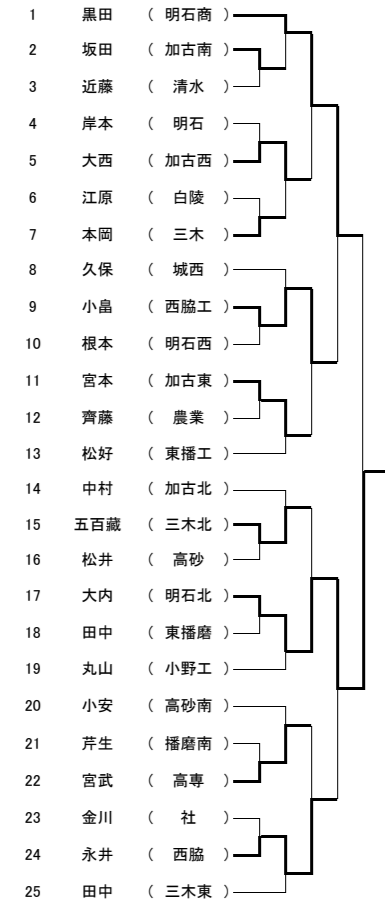 1 黒田 （ 明石商 ）
2 坂田 （ 加古南 ）
3 近藤 （ 清水 ）
4 岸本 （ 明石 ）
5 大西 （ 加古西 ）
6 江原 （ 白陵 ）
7 本岡 （ 三木 ）
8 久保 （ 城西 ）
9 小畠 （ 西脇工 ）
10 根本 （ 明石西 ）
11 宮本 （ 加古東 ）
12 齊藤 （ 農業 ）
13 松好 （ 東播工 ）
14 中村 （ 加古北 ）
15 五百蔵 （ 三木北 ）
16 松井 （ 高砂 ）
17 大内 （ 明石北 ）
18 田中 （ 東播磨 ）
19 丸山 （ 小野工 ）
20 小安 （ 高砂南 ）
21 芹生 （ 播磨南 ）
22 宮武 （ 高専 ）
23 金川 （ 社 ）
24 永井 （ 西脇 ）
25 田中 （ 三木東 ）